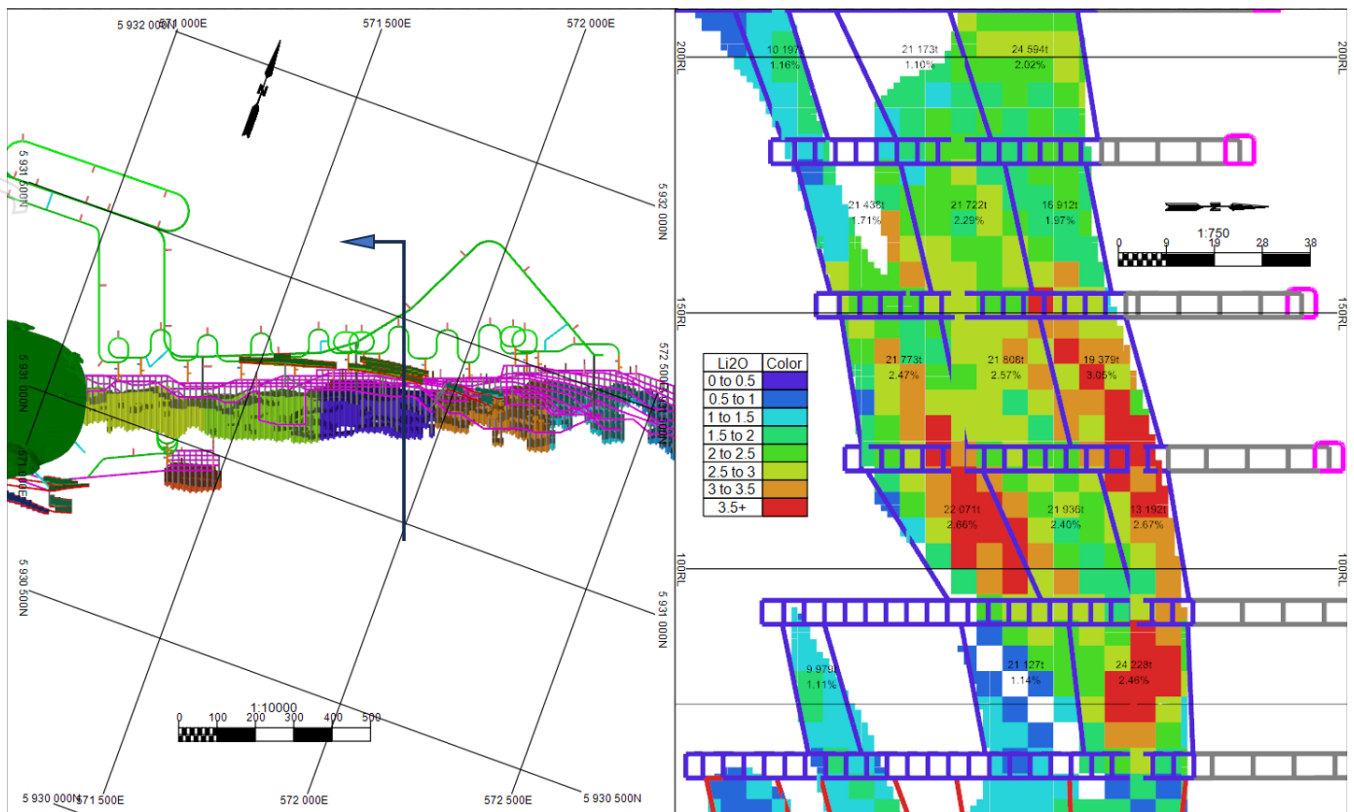 5 932 000N
571 000E
571 500E
572 000E
N
5 931 500N
5 932 000N
5 931 000N
572 500E
5 931 500N
571 000E
5 930 500N
5 931 000N
1:10000
0 100 200 300 400 500
5 930 000N
571 500E
572 000E
572 500E
5 930 500N
200RL
200RL
10 197t
1.16%
21 173t
1.10%
24 594t
2.02%
21 438t
1.71%
21 722t
2.29%
16 912t
1.97%
N
1:750
0 9 19 28 38
150RL
150RL
Li2O Color
0 to 0.5
0.5 to 1
1 to 1.5
1.5 to 2
2 to 2.5
2.5 to 3
3 to 3.5
3.5+
21 773t
2.47%
21 806t
2.57%
19 379t
3.05%
22 071t
2.66%
21 936t
2.40%
13 192t
2.67%
100RL
100RL
9 979t
1.11%
21 127t
1.14%
24 228t
2.46%